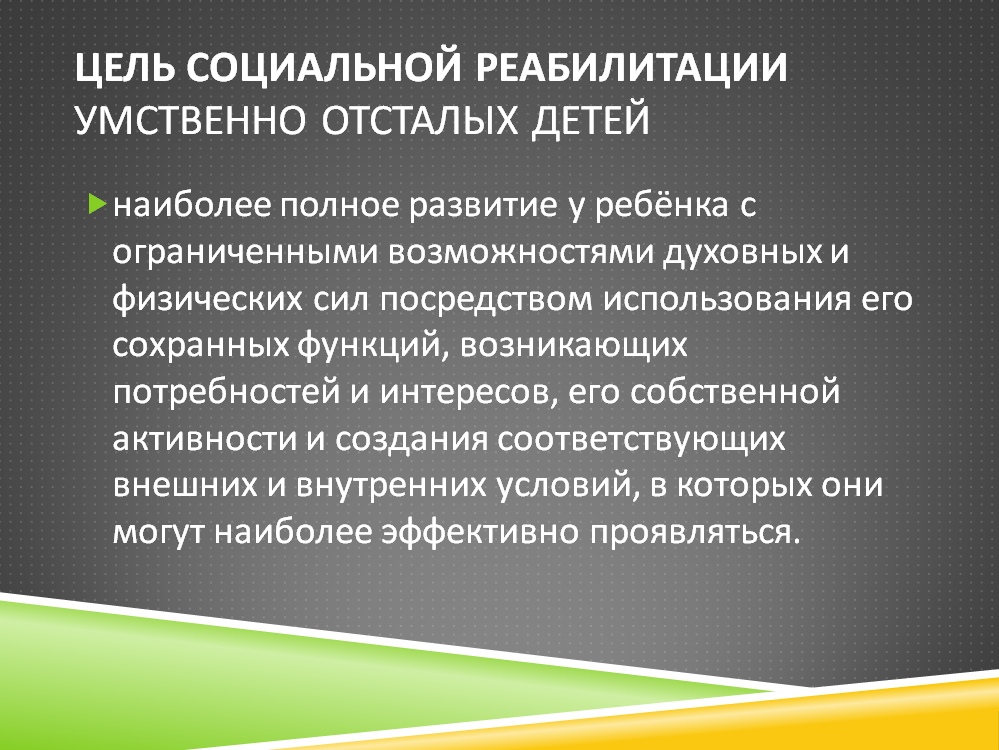 ЦЕЛЬ СОЦИАЛЬНОЙ РЕАБИЛИТАЦИИ
УМСТВЕННО ОТСТАЛЫХ ДЕТЕЙ
наиболее полное развитие у ребёнка с
ограниченными возможностями духовных и
физических сил посредством использования его
сохранных функций, возникающих
потребностей и интересов, его собственной
активности и создания соответствующих
внешних и внутренних условий, в которых они
могут наиболее эффективно проявляться.